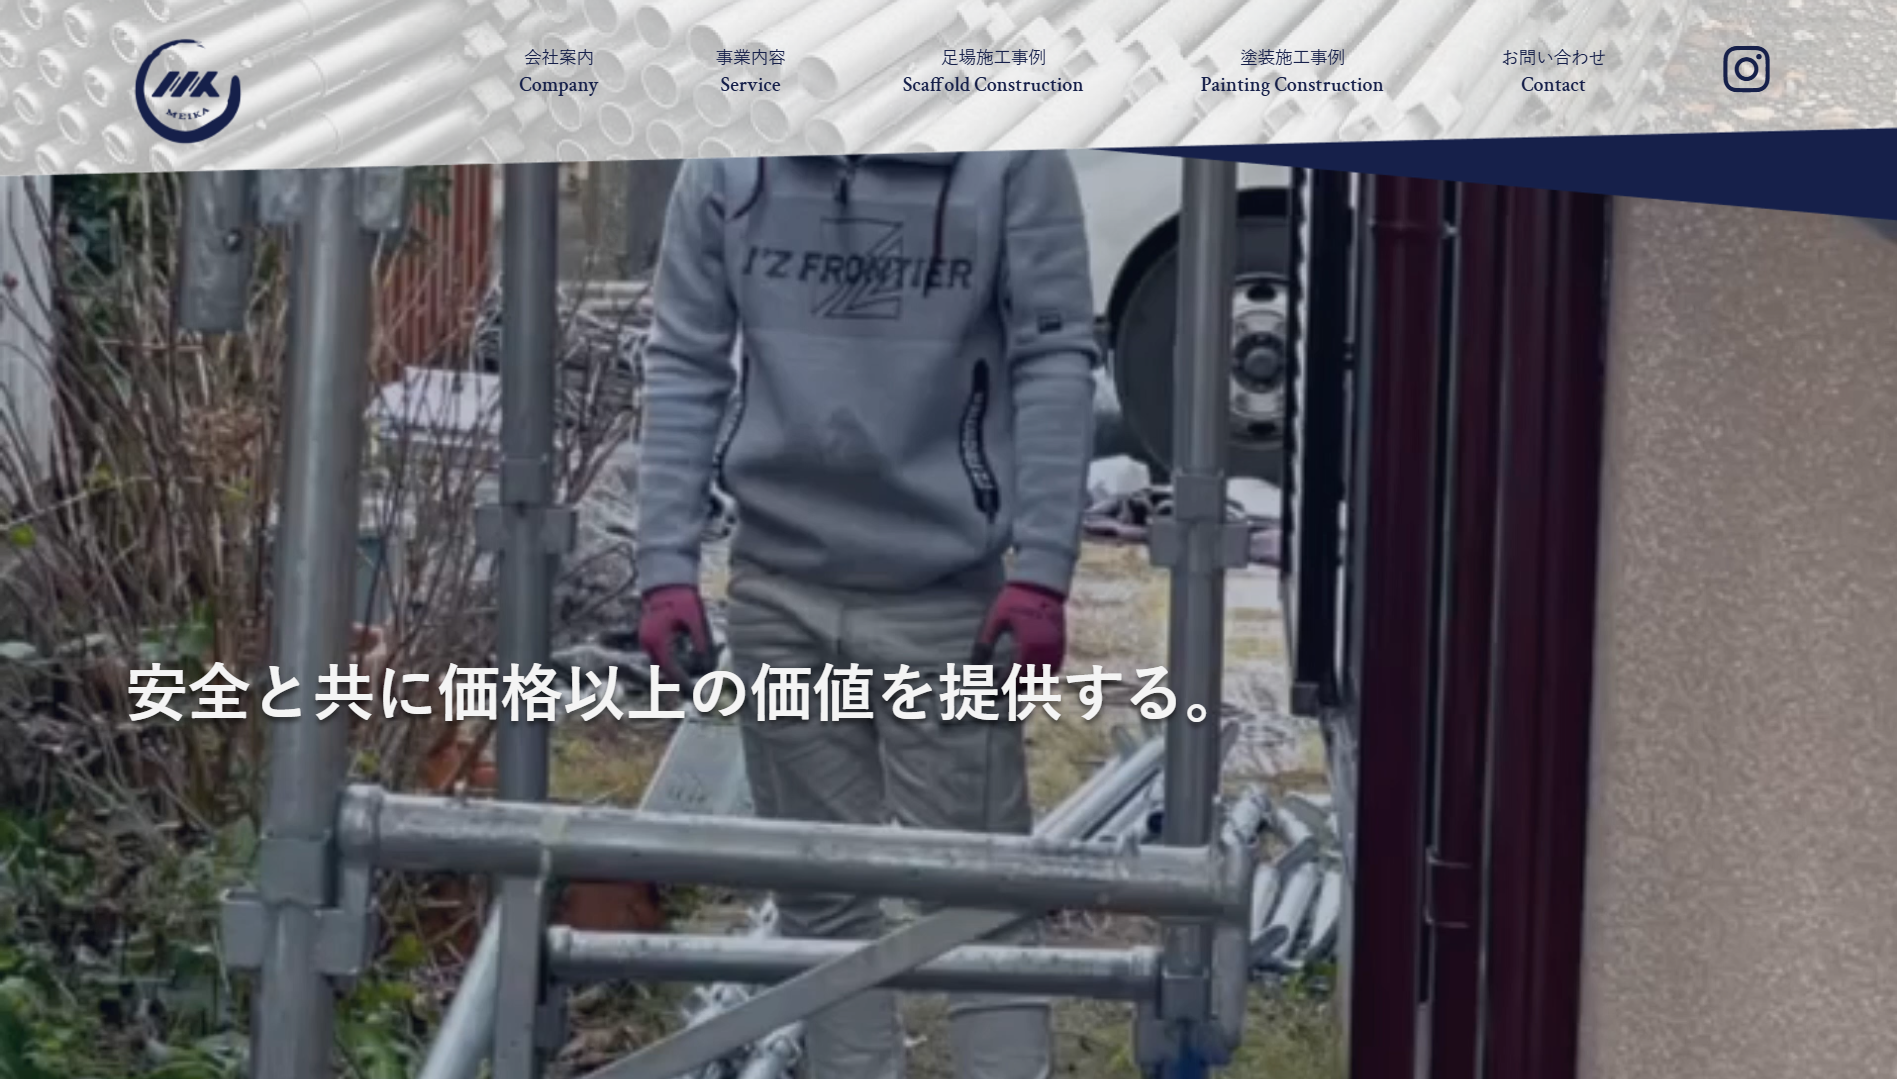 MEIKA
会社案内
Company
事業内容
Service
足場施工事例
Scaffold Construction
塗装施工事例
Painting Construction
お問い合わせ
Contact
I'Z FRONTIER
安全と共に価格以上の価値を提供する。